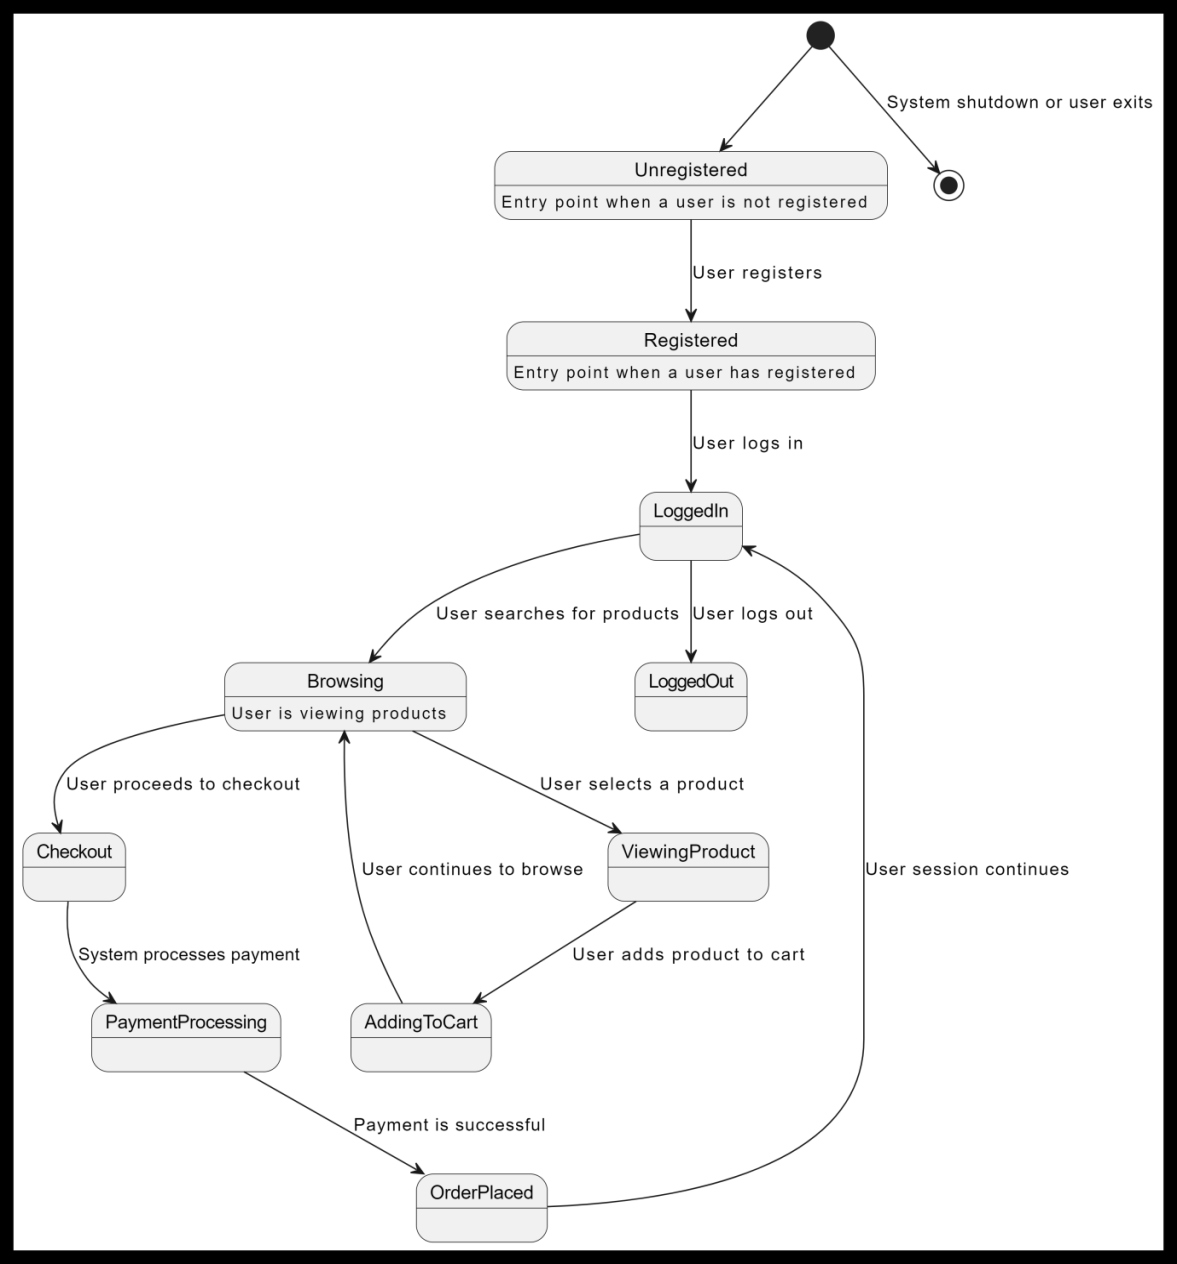 System shutdown or user exits
Unregistered
Entry point when a user is not registered
User registers
Registered
Entry point when a user has registered
User logs in
LoggedIn
User searches for products
User logs out
Browsing
User is viewing products
LoggedOut
User proceeds to checkout
User selects a product
Checkout
ViewingProduct
User continues to browse
User session continues
System processes payment
User adds product to cart
PaymentProcessing
AddingToCart
Payment is successful
OrderPlaced